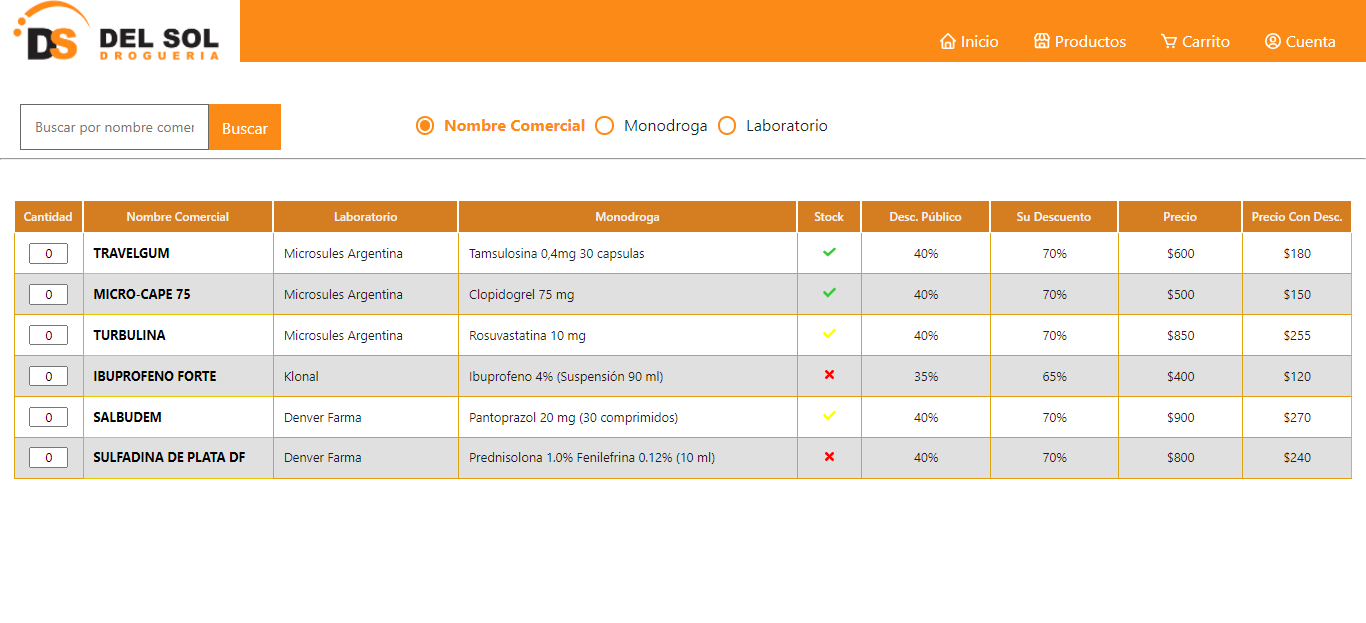 DS DEL SOL
DROGUERIA
Inicio Productos Carrito Cuenta
Buscar por nombre comer Buscar Nombre Comercial Monodroga Laboratorio
Cantidad Nombre Comercial Laboratorio Monodroga Stock Desc. Público Su Descuento Precio Precio Con Desc.
0 TRAVELGUM Microsules Argentina Tamsulosina 0,4mg 30 capsulas 40% 70% $600 $180
0 MICRO-CAPE 75 Microsules Argentina Clopidogrel 75 mg 40% 70% $500 $150
0 TURBULINA Microsules Argentina Rosuvastatina 10 mg 40% 70% $850 $255
0 IBUPROFENO FORTE Klonal Ibuprofeno 4% (Suspensión 90 ml) 35% 65% $400 $120
0 SALBUDEM Denver Farma Pantoprazol 20 mg (30 comprimidos) 40% 70% $900 $270
0 SULFADINA DE PLATA DF Denver Farma Prednisolona 1.0% Fenilefrina 0.12% (10 ml) 40% 70% $800 $240